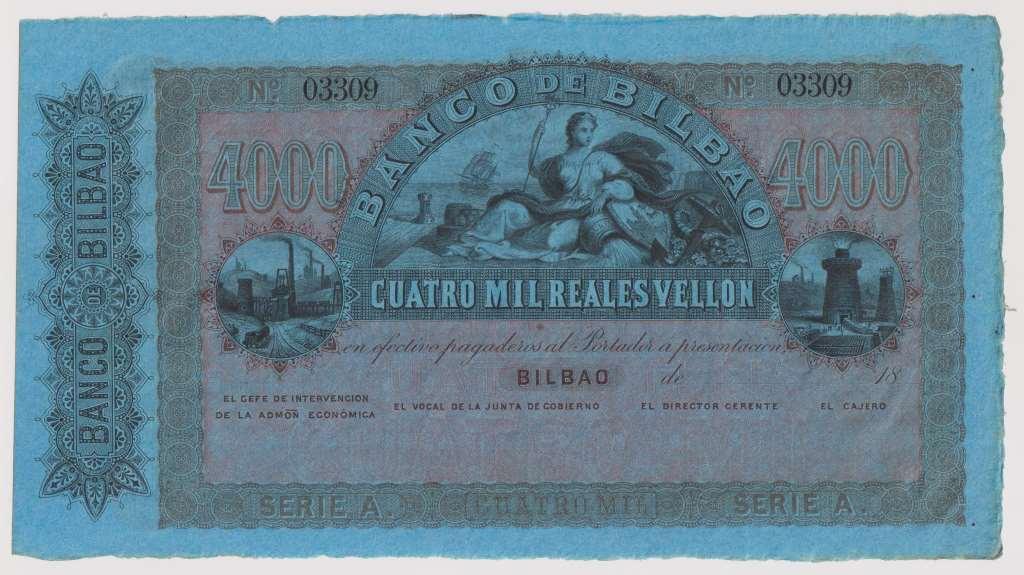 BANCO DE BILBAO
Nº 03309
Nº 03309
BANCO DE BILBAO
4000
4000
CUATRO MIL REALES VELLON
en efectivo pagaderos al Portador a presentacion,
BILBAO de 18
EL GEFE DE INTERVENCION
DE LA ADMÓN ECONÓMICA
EL VOCAL DE LA JUNTA DE GOBIERNO
EL DIRECTOR GERENTE
EL CAJERO
SERIE A.
CUATRO MIL
SERIE A.